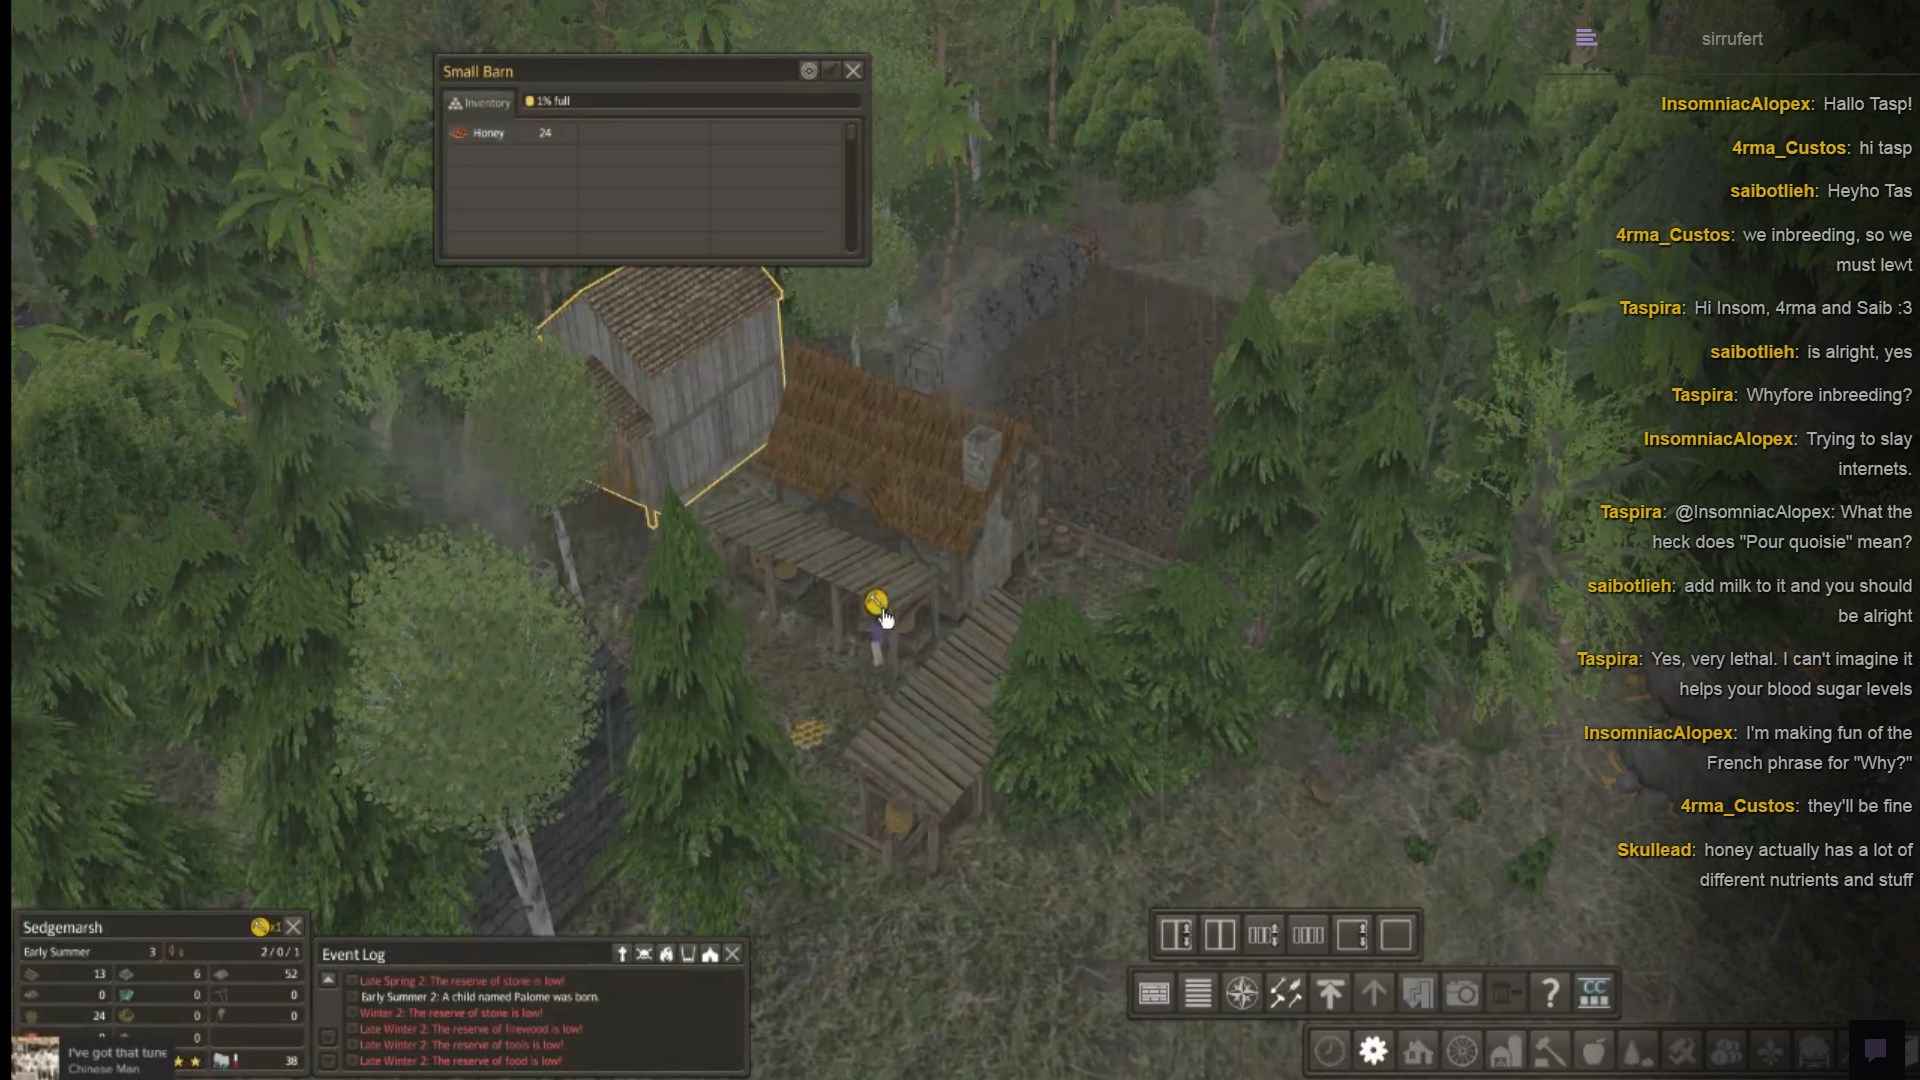 Small Barn
Inventory
1% full
Honey 24
sirrufert
InsomniacAlopex: Hallo Tasp!
4rma_Custos: hi tasp
saibotlieh: Heyho Tas
4rma_Custos: we inbreeding, so we
must lewt
Taspira: Hi Insom, 4rma and Saib :3
saibotlieh: is alright, yes
Taspira: Whyfore inbreeding?
InsomniacAlopex: Trying to slay
internets.
Taspira: @InsomniacAlopex: What the
heck does "Pour quoisie" mean?
saibotlieh: add milk to it and you should
be alright
Taspira: Yes, very lethal. I can't imagine it
helps your blood sugar levels
InsomniacAlopex: I'm making fun of the
French phrase for "Why?"
4rma_Custos: they'll be fine
Skullead: honey actually has a lot of
different nutrients and stuff
Sedgemarsh x1
Early Summer 3 2/0/1
13 6 52
0 0 0
24 0 0
0
38
I've got that tune
Chinese Man
Event Log
Late Spring 2: The reserve of stone is low!
Early Summer 2: A child named Palome was born.
Winter 2: The reserve of stone is low!
Late Winter 2: The reserve of firewood is low!
Late Winter 2: The reserve of tools is low!
Late Winter 2: The reserve of food is low!
?
CC